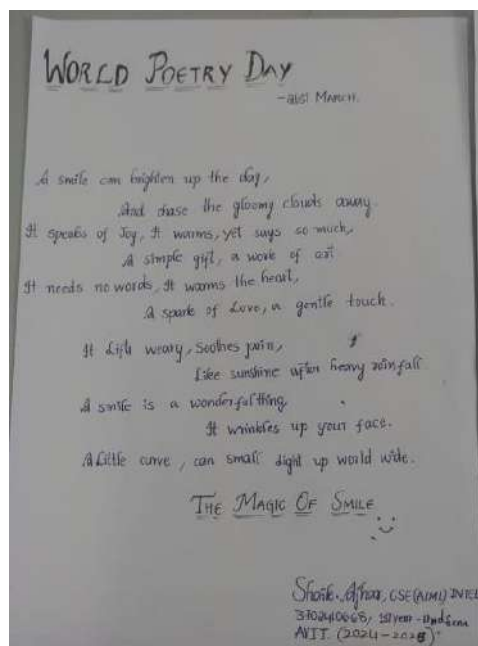 WORLD POETRY DAY
-21st MARCH.
A smile can brighten up the day,
And chase the gloomy clouds away.
It speaks of Joy, It warms, yet says so much,
A simple gift, a work of art
It needs no words, It warms the heart,
A spark of Love, a gentle touch.
It Lifts weary, Soothes pain,
Like sunshine after heavy rainfall.
A smile is a wonderful thing
It wrinkles up your face.
A Little curve, can small light up world wide.
THE MAGIC OF SMILE
Shaik. CSE(AIML) INTEL
1st year
AVIT (2024-2025)